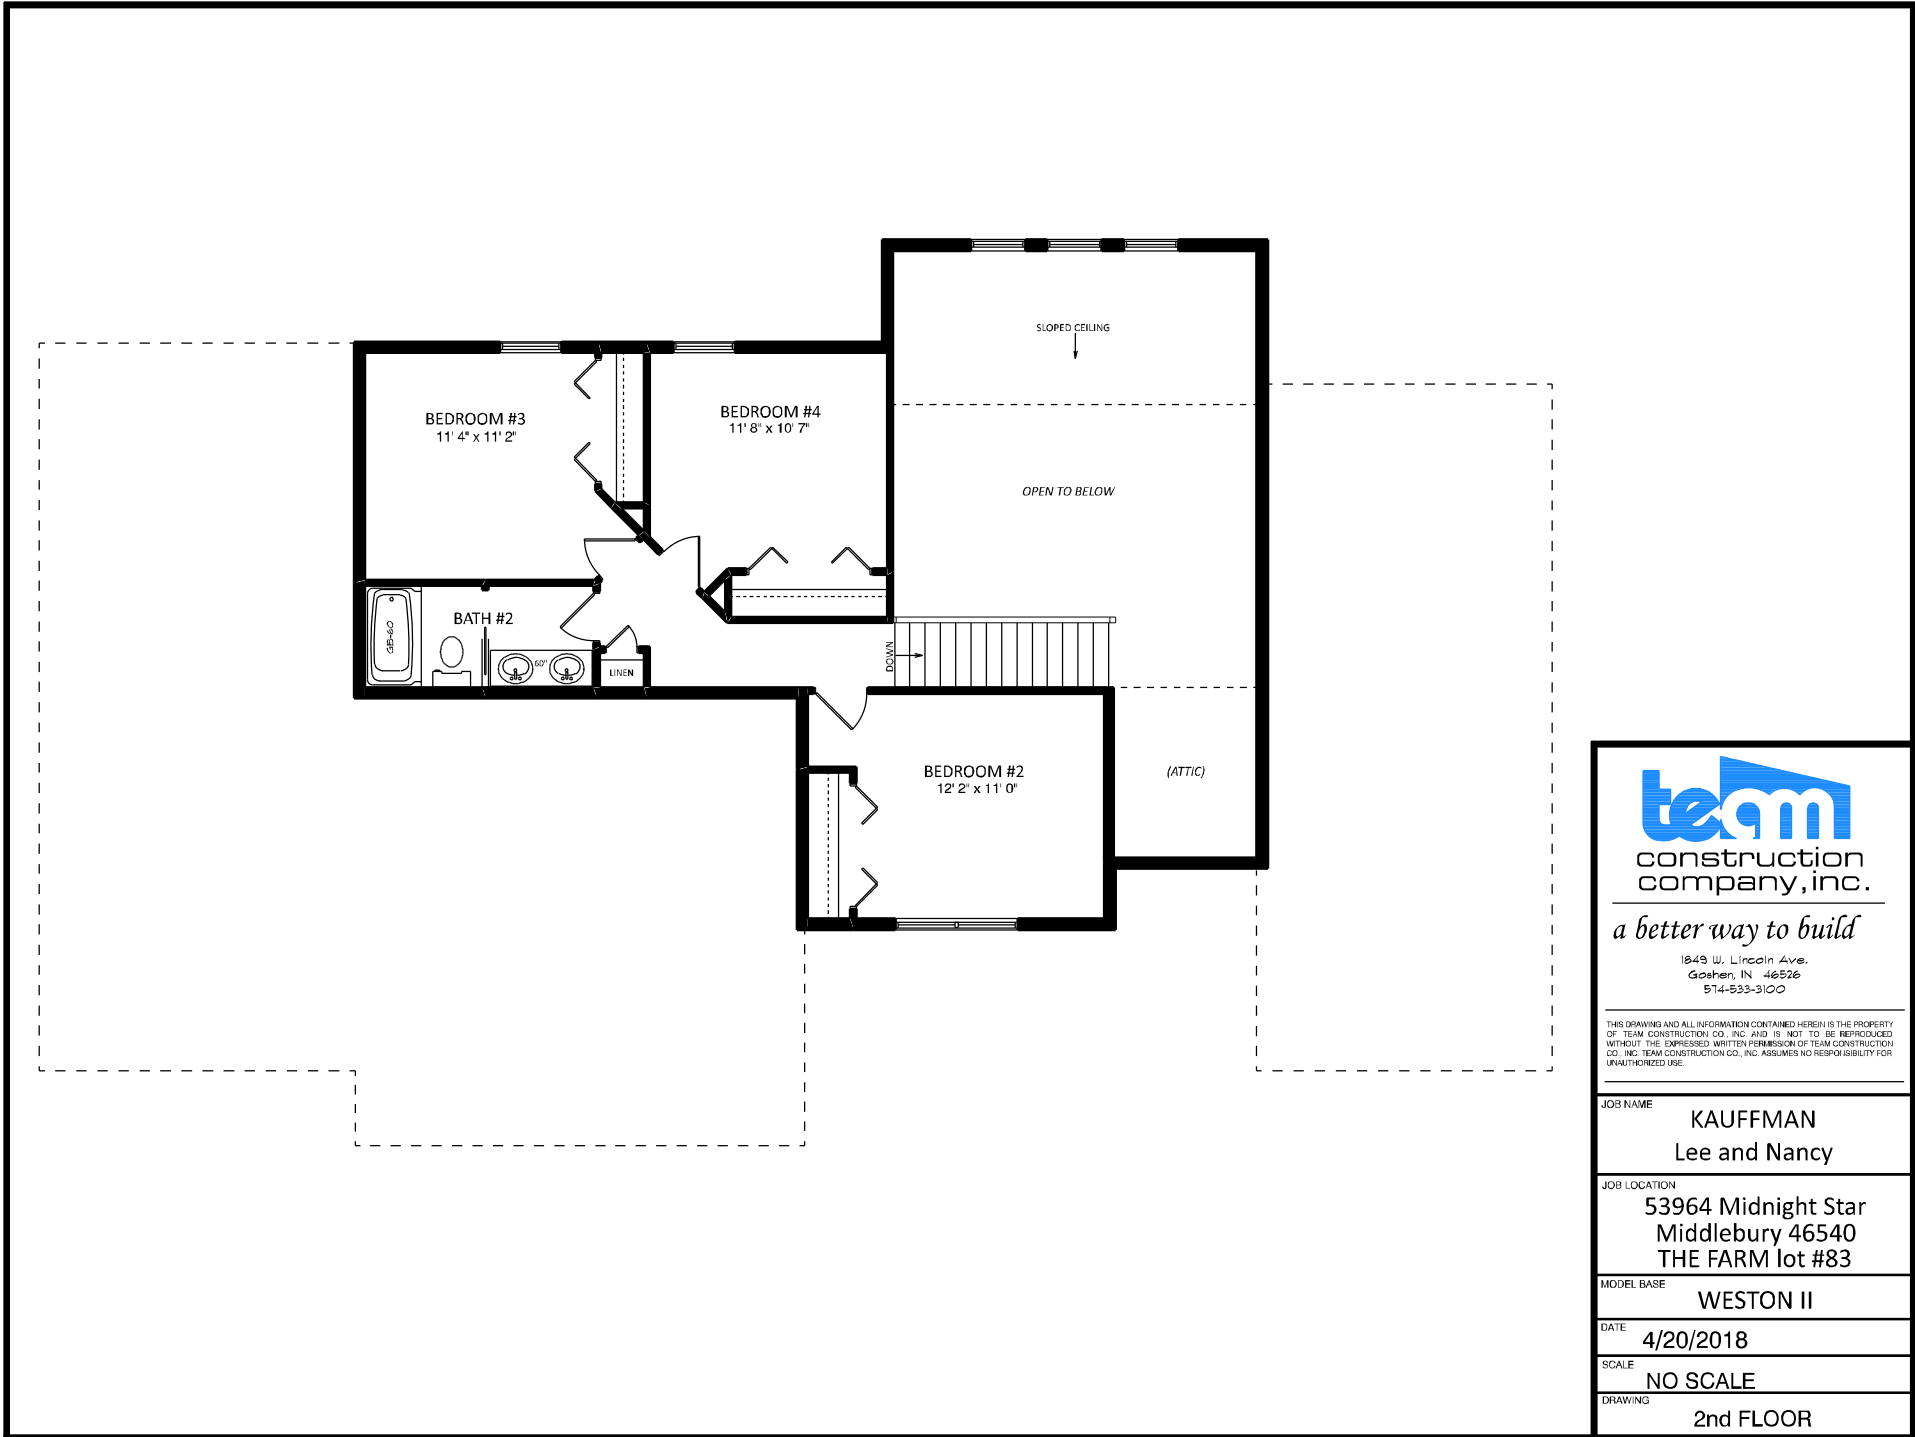 SLOPED CEILING
BEDROOM #3
11' 4" x 11' 2"
BEDROOM #4
11' 8" x 10' 7"
OPEN TO BELOW
BATH #2
GB-60
60"
LINEN
DOWN
BEDROOM #2
12' 2" x 11' 0"
(ATTIC)
team
construction
company,inc.
a better way to build
1849 W. Lincoln Ave.
Goshen, IN 46526
574-533-3100
THIS DRAWING AND ALL INFORMATION CONTAINED HEREIN IS THE PROPERTY
OF TEAM CONSTRUCTION CO., INC. AND IS NOT TO BE REPRODUCED
WITHOUT THE EXPRESSED WRITTEN PERMISSION OF TEAM CONSTRUCTION
CO., INC. TEAM CONSTRUCTION CO., INC. ASSUMES NO RESPONSIBILITY FOR
UNAUTHORIZED USE.
JOB NAME
KAUFFMAN
Lee and Nancy
JOB LOCATION
53964 Midnight Star
Middlebury 46540
THE FARM lot #83
MODEL BASE
WESTON II
DATE
4/20/2018
SCALE
NO SCALE
DRAWING
2nd FLOOR